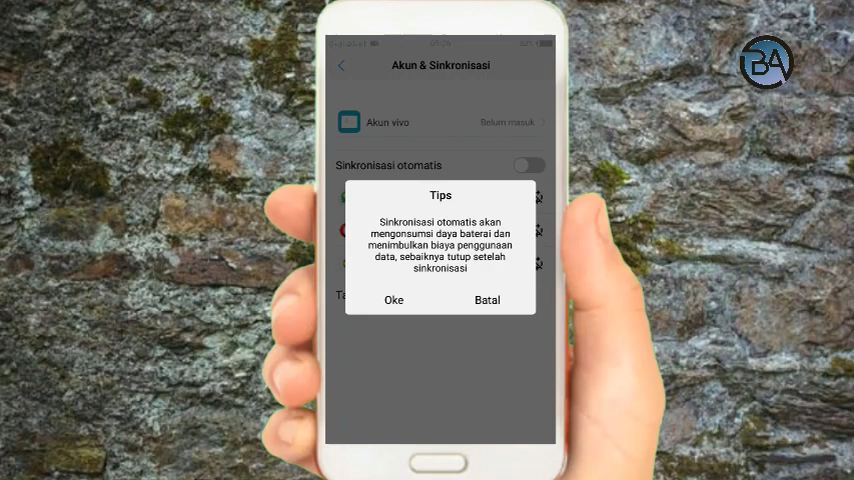 Akun & Sinkronisasi
Akun vivo
Belum masuk
Sinkronisasi otomatis
Tips
Sinkronisasi otomatis akan
mengonsumsi daya baterai dan
menimbulkan biaya penggunaan
data, sebaiknya tutup setelah
sinkronisasi
Oke
Batal
BA